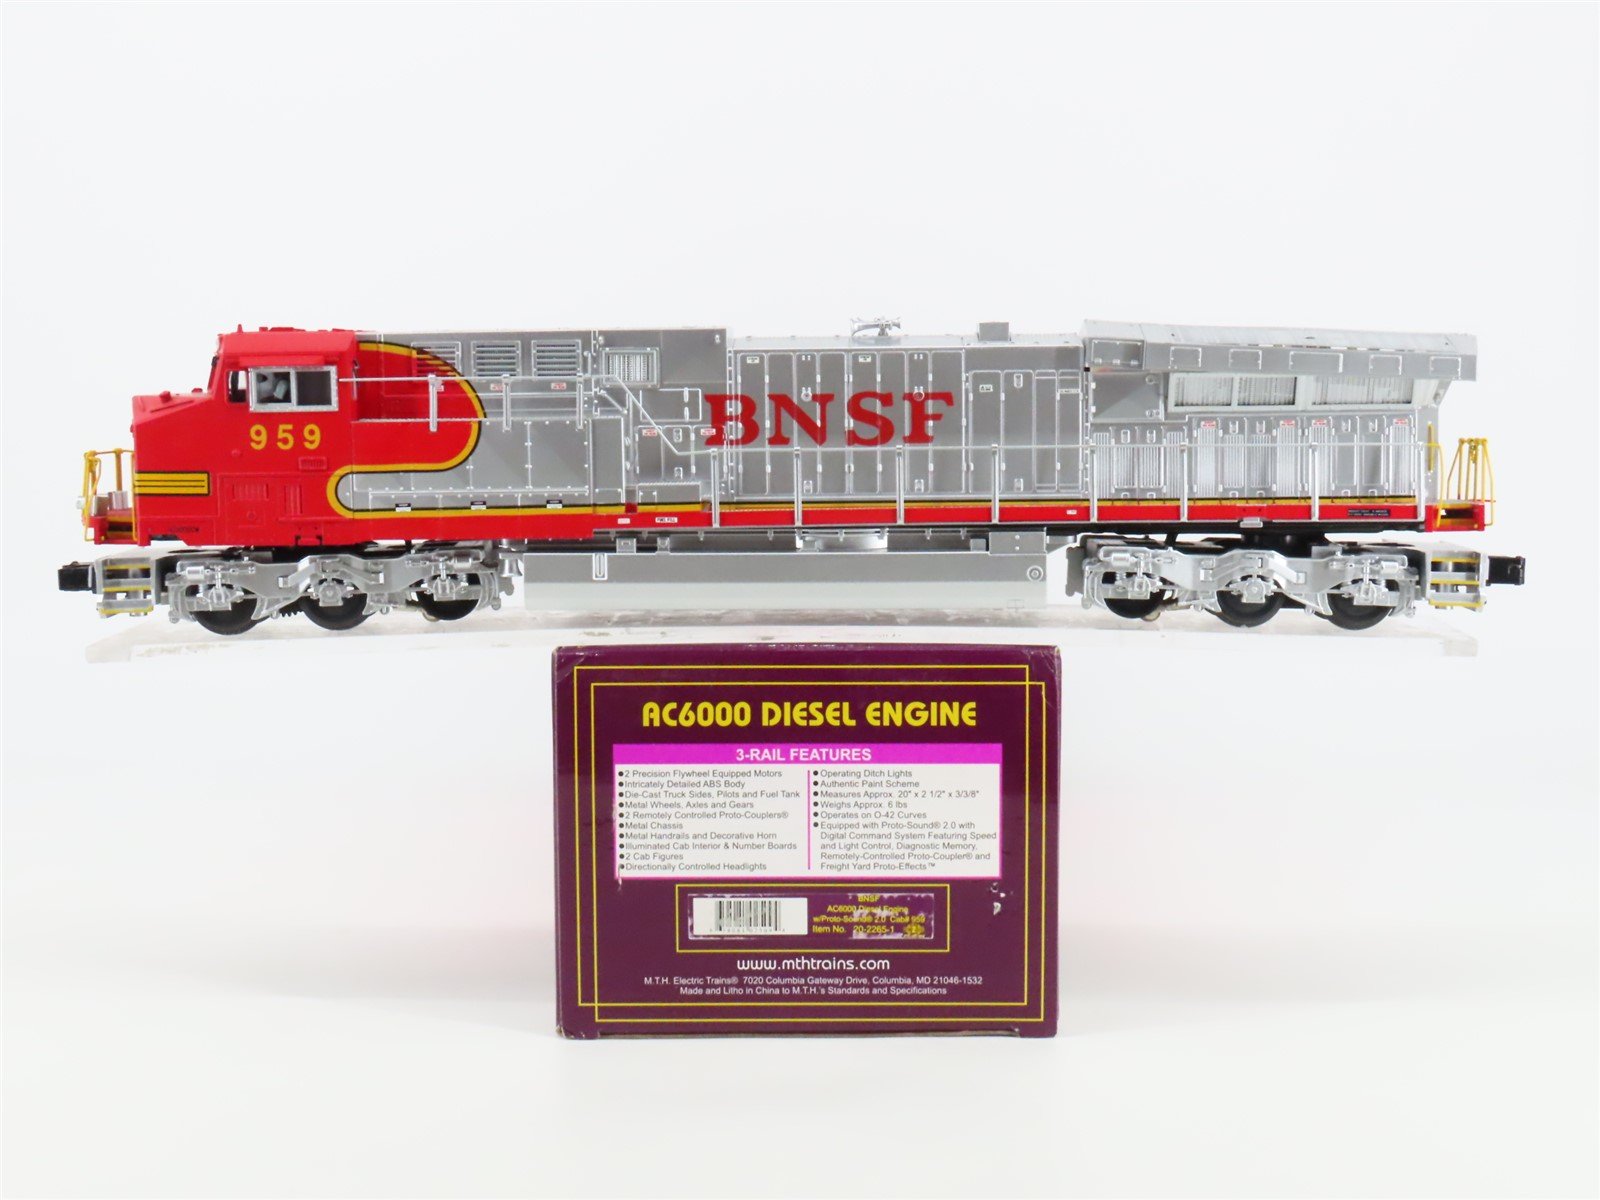 959
BNSF
FUEL FILL
AC6000 DIESEL ENGINE
3-RAIL FEATURES
●2 Precision Flywheel Equipped Motors
●Intricately Detailed ABS Body
●Die-Cast Truck Sides, Pilots and Fuel Tank
●Metal Wheels, Axles and Gears
●2 Remotely Controlled Proto-Couplers®
●Metal Chassis
●Metal Handrails and Decorative Horn
●Illuminated Cab Interior & Number Boards
●2 Cab Figures
●Directionally Controlled Headlights
●Operating Ditch Lights
●Authentic Paint Scheme
●Measures Approx. 20" x 2 1/2" x 3/3/8"
●Weighs Approx. 6 lbs
●Operates on O-42 Curves
●Equipped with Proto-Sound® 2.0 with
Digital Command System Featuring Speed
and Light Control, Diagnostic Memory,
Remotely-Controlled Proto-Coupler® and
Freight Yard Proto-Effects™
BNSF
AC6000 Diesel Engine
w/Proto-Sound® 2.0 Cab# 959
Item No. 20-2265-1
www.mthtrains.com
M.T.H. Electric Trains® 7020 Columbia Gateway Drive, Columbia, MD 21046-1532
Made and Litho in China to M.T.H.'s Standards and Specifications